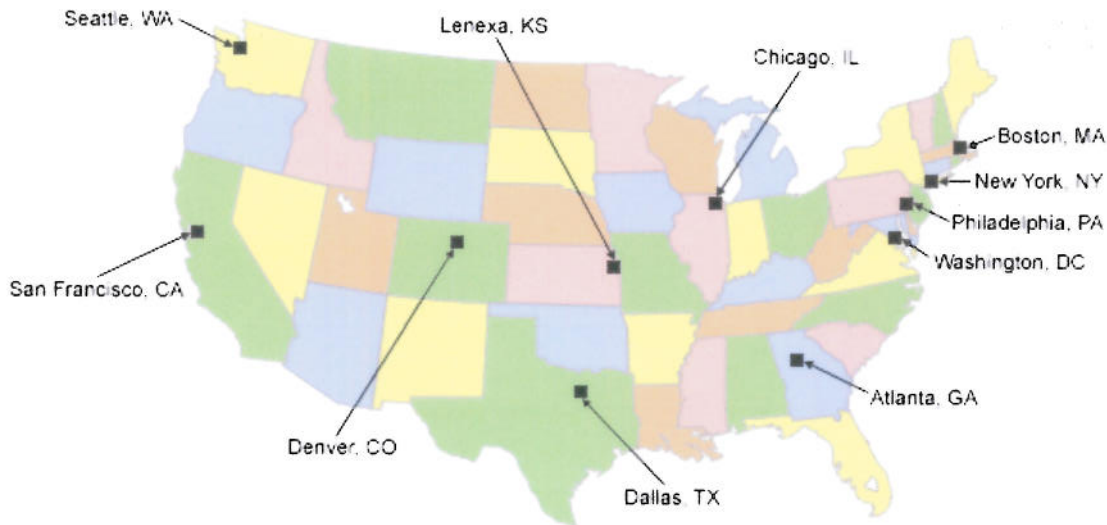 Seattle, WA
Lenexa, KS
Chicago, IL
Boston, MA
New York, NY
Philadelphia, PA
Washington, DC
San Francisco, CA
Atlanta, GA
Denver, CO
Dallas, TX